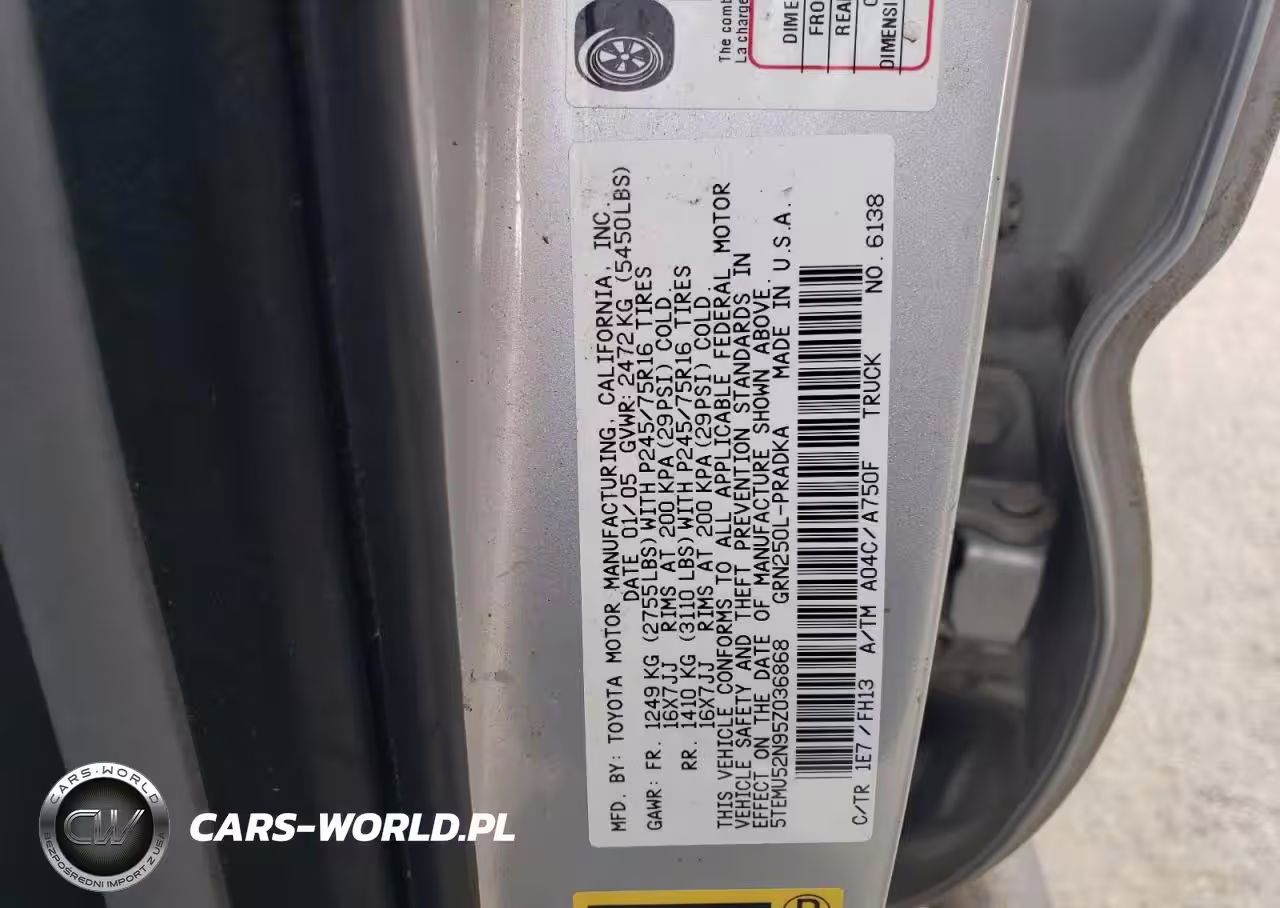 The comb
La charge
DIME
FRO
REAR
DIMENSI
MFD. BY: TOYOTA MOTOR MANUFACTURING, CALIFORNIA, INC.
DATE 01/05 GVWR: 2472 KG (5450LBS)
GAWR: FR. 1249 KG (2755LBS) WITH P245/75R16 TIRES
16X7JJ RIMS AT 200 KPA (29PSI) COLD.
RR. 1410 KG (3110 LBS) WITH P245/75R16 TIRES
16X7JJ RIMS AT 200 KPA (29PSI) COLD.
THIS VEHICLE CONFORMS TO ALL APPLICABLE FEDERAL MOTOR
VEHICLE SAFETY AND THEFT PREVENTION STANDARDS IN
EFFECT ON THE DATE OF MANUFACTURE SHOWN ABOVE.
5TEMU52N95Z036868 GRN250L-PRADKA MADE IN U.S.A.
C/TR 1E7/FH13 A/TM A04C/A750F TRUCK NO. 6138
CARS-WORLD
CW
BEZPOŚREDNI IMPORT Z USA
CARS-WORLD.PL